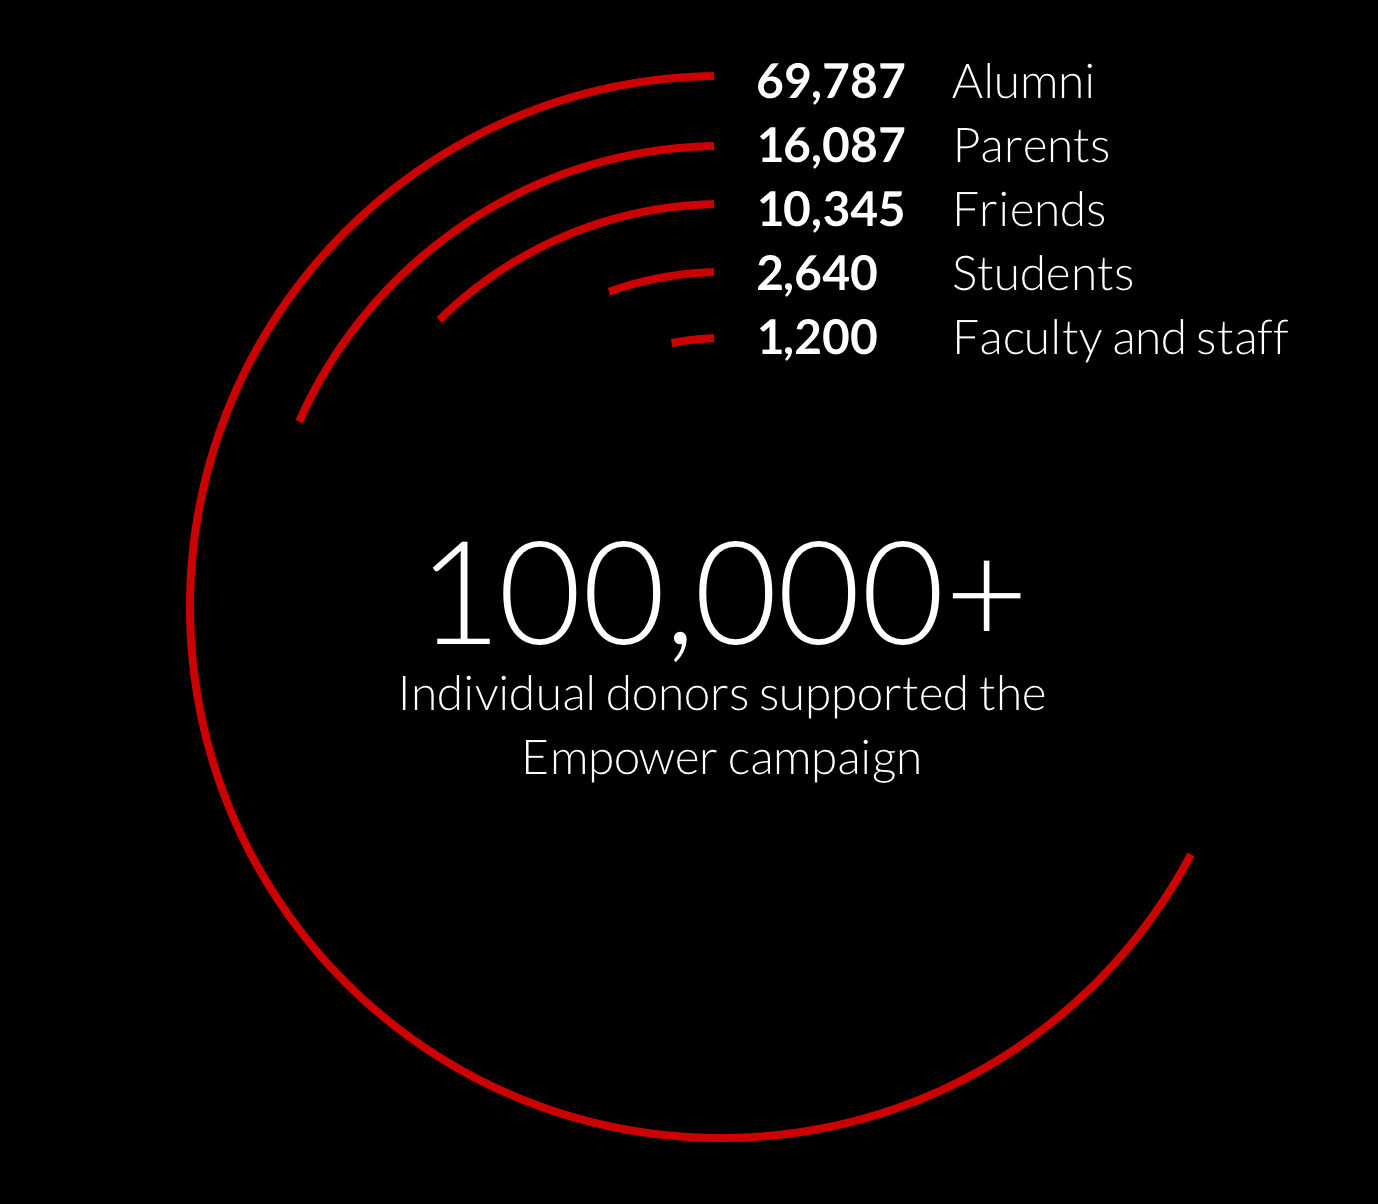 69,787 Alumni
16,087 Parents
10,345 Friends
2,640 Students
1,200 Faculty and staff
100,000+
Individual donors supported the
Empower campaign